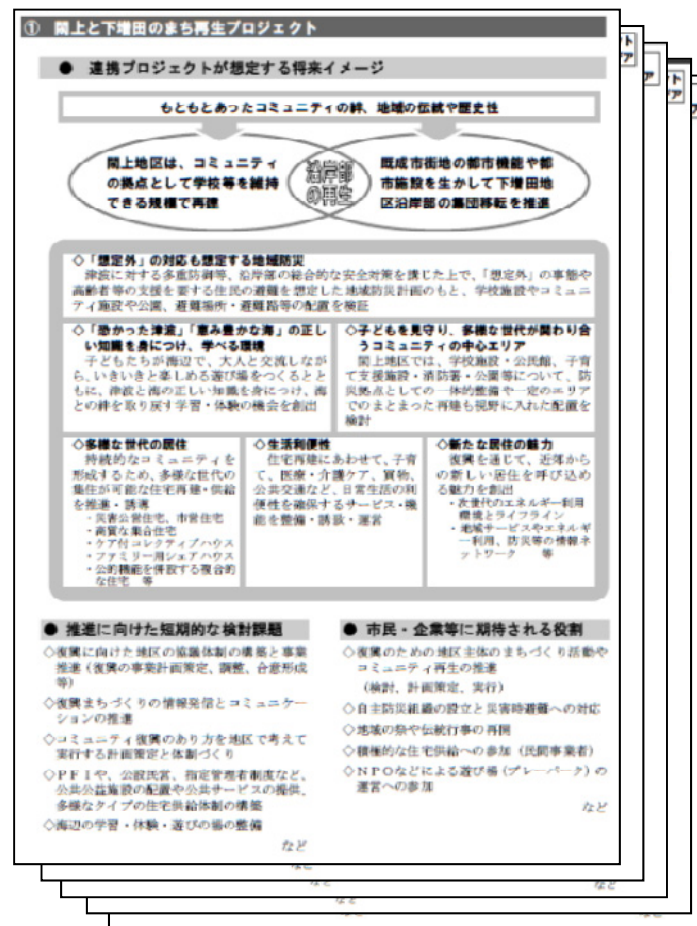 ① 閖上と下増田のまち再生プロジェクト
● 連携プロジェクトが想定する将来イメージ
もともとあったコミュニティの絆、地域の伝統や歴史性
閖上地区は、コミュニティ
の拠点として学校等を維持
できる規模で再建
沿岸部
の再生
既成市街地の都市機能や都
市施設を生かして下増田地
区沿岸部の集団移転を推進
◇「想定外」の対応も想定する地域防災
津波に対する多重防御等、沿岸部の総合的な安全対策を講じた上で、「想定外」の事態や
高齢者等の支援を要する住民の避難を想定した地域防災計画のもと、学校施設やコミュニ
ティ施設や公園、避難場所・避難路等の配置を検証
◇「恐かった津波」「恵み豊かな海」の正し
い知識を身につけ、学べる環境
子どもたちが海辺で、大人と交流しなが
ら、いきいきと楽しめる遊び場をつくるとと
もに、津波と海の正しい知識を身につけ、海
との絆を取り戻す学習・体験の機会を創出
◇子どもを見守り、多様な世代が関わり合
うコミュニティの中心エリア
閖上地区では、学校施設・公民館、子育
て支援施設・消防署・公園等について、防
災拠点としての一体的整備や一定のエリア
でのまとまった再建も視野に入れた配置を
検討
◇多様な世代の居住
持続的なコミュニティを
形成するため、多様な世代の
集住が可能な住宅再建・供給
を推進・誘導
・災害公営住宅、市営住宅
・高質な集合住宅
・ケア付コレクティブハウス
・ファミリー用シェアハウス
・公的機能を併設する複合的
な住宅 等
◇生活利便性
住宅再建にあわせて、子育
て、医療・介護ケア、買物、
公共交通など、日常生活の利
便性を確保するサービス・機
能を整備・誘致・運営
◇新たな居住の魅力
復興を通じて、近郊から
の新しい居住を呼び込め
る魅力を創出
・次世代のエネルギー利用
環境とライフライン
・地域サービスやエネルギ
ー利用、防災等の情報ネ
ットワーク 等
● 推進に向けた短期的な検討課題
◇復興に向けた地区の協議体制の構築と事業
推進(復興の事業計画策定、調整、合意形成
等)
◇復興まちづくりの情報発信とコミュニケー
ションの推進
◇コミュニティ復興のあり方を地区で考えて
実行する計画策定と体制づくり
◇PFIや、公設民営、指定管理者制度など、
公共公益施設の配置や公共サービスの提供、
多様なタイプの住宅供給体制の構築
◇海辺の学習・体験・遊びの場の整備
など
● 市民・企業等に期待される役割
◇復興のための地区主体のまちづくり活動や
コミュニティ再生の推進
(検討、計画策定、実行)
◇自主防災組織の設立と災害時避難への対応
◇地域の祭や伝統行事の再開
◇積極的な住宅供給への参加(民間事業者)
◇NPOなどによる遊び場(プレーパーク)の
運営への参加
など